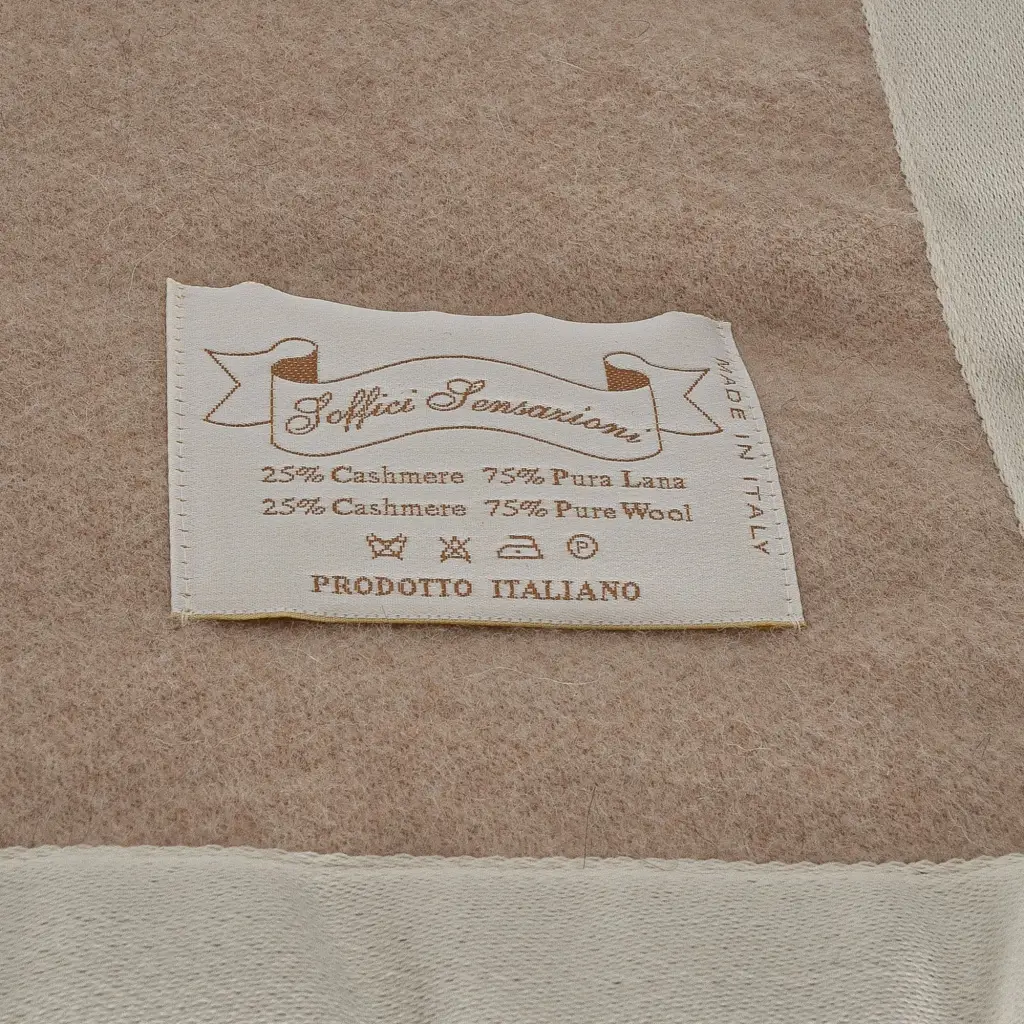 Soffici Sensazioni
25% Cashmere 75% Pura Lana
25% Cashmere 75% Pure Wool
P
PRODOTTO ITALIANO
MADE IN ITALY